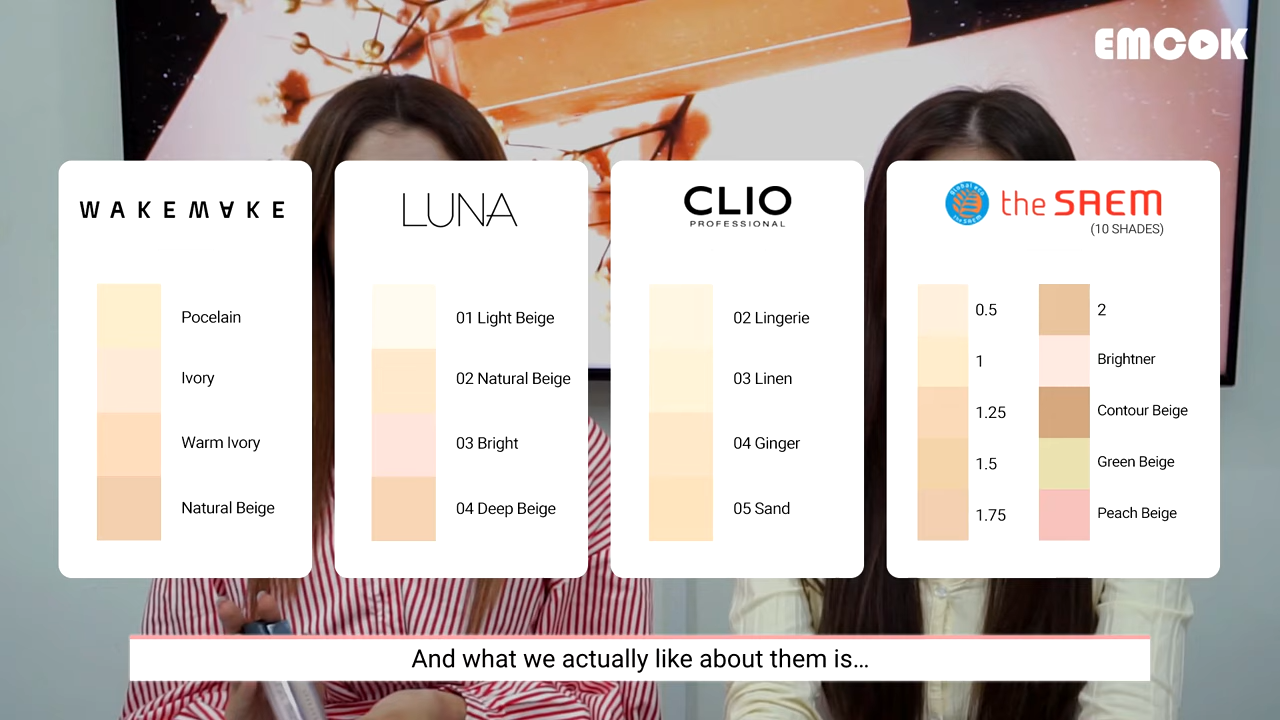 EMCOK
WAKEMAKE
Pocelain
Ivory
Warm Ivory
Natural Beige
LUNA
01 Light Beige
02 Natural Beige
03 Bright
04 Deep Beige
CLIO
PROFESSIONAL
02 Lingerie
03 Linen
04 Ginger
05 Sand
the SAEM
(10 SHADES)
0.5
1
1.25
1.5
1.75
2
Brightner
Contour Beige
Green Beige
Peach Beige
And what we actually like about them is...